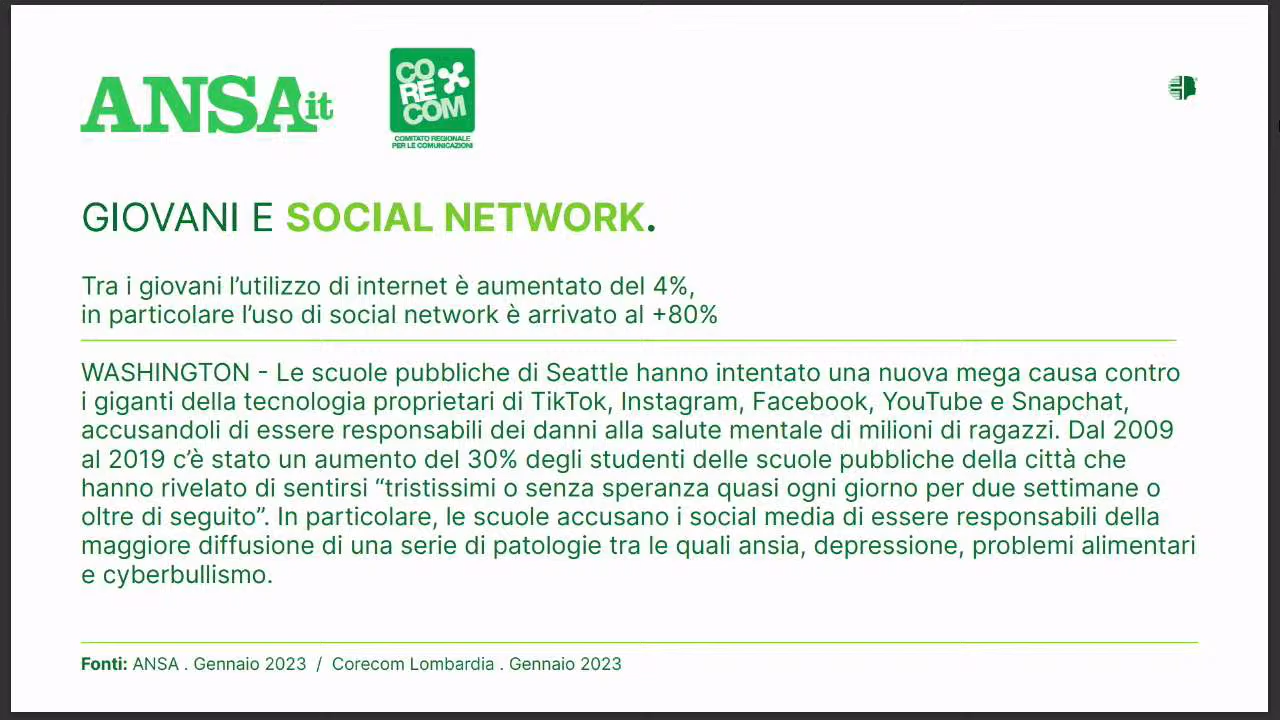 ANSA it
CO
RE
COM
COMITATO REGIONALE
PER LE COMUNICAZIONI
GIOVANI E SOCIAL NETWORK.
Tra i giovani l’utilizzo di internet è aumentato del 4%,
in particolare l’uso di social network è arrivato al +80%
WASHINGTON - Le scuole pubbliche di Seattle hanno intentato una nuova mega causa contro
i giganti della tecnologia proprietari di TikTok, Instagram, Facebook, YouTube e Snapchat,
accusandoli di essere responsabili dei danni alla salute mentale di milioni di ragazzi. Dal 2009
al 2019 c’è stato un aumento del 30% degli studenti delle scuole pubbliche della città che
hanno rivelato di sentirsi “tristissimi o senza speranza quasi ogni giorno per due settimane o
oltre di seguito”. In particolare, le scuole accusano i social media di essere responsabili della
maggiore diffusione di una serie di patologie tra le quali ansia, depressione, problemi alimentari
e cyberbullismo.
Fonti: ANSA . Gennaio 2023 / Corecom Lombardia . Gennaio 2023